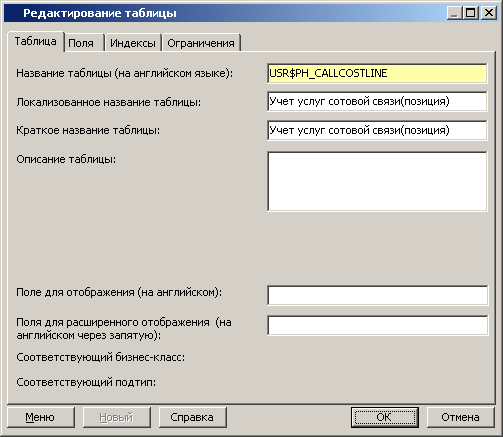 Редактирование таблицы
Таблица Поля Индексы Ограничения
Название таблицы (на английском языке): USR$PH_CALLCOSTLINE
Локализованное название таблицы: Учет услуг сотовой связи(позиция)
Краткое название таблицы: Учет услуг сотовой связи(позиция)
Описание таблицы:
Поле для отображения (на английском):
Поля для расширенного отображения (на
английском через запятую):
Соответствующий бизнес-класс:
Соответствующий подтип:
Меню Новый Справка OK Отмена